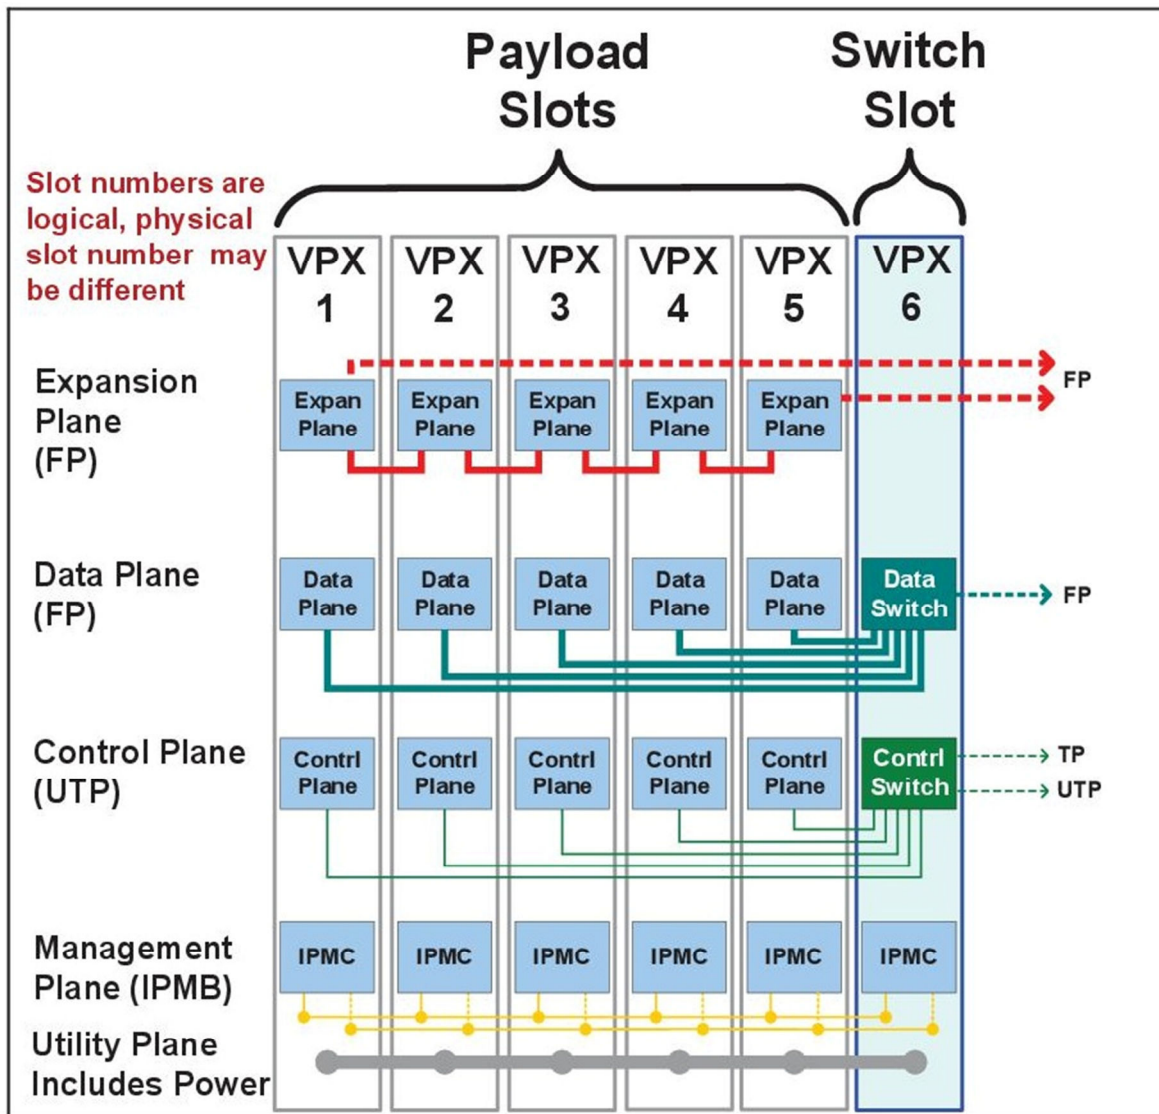 Payload
Slots
Switch
Slot
Slot numbers are
logical, physical
slot number may
be different
VPX
1
VPX
2
VPX
3
VPX
4
VPX
5
VPX
6
Expansion
Plane
(FP)
Expan
Plane
Expan
Plane
Expan
Plane
Expan
Plane
Expan
Plane
FP
Data Plane
(FP)
Data
Plane
Data
Plane
Data
Plane
Data
Plane
Data
Plane
Data
Switch
FP
Control Plane
(UTP)
Contrl
Plane
Contrl
Plane
Contrl
Plane
Contrl
Plane
Contrl
Plane
Contrl
Switch
TP
UTP
Management
Plane (IPMB)
IPMC
IPMC
IPMC
IPMC
IPMC
IPMC
Utility Plane
Includes Power